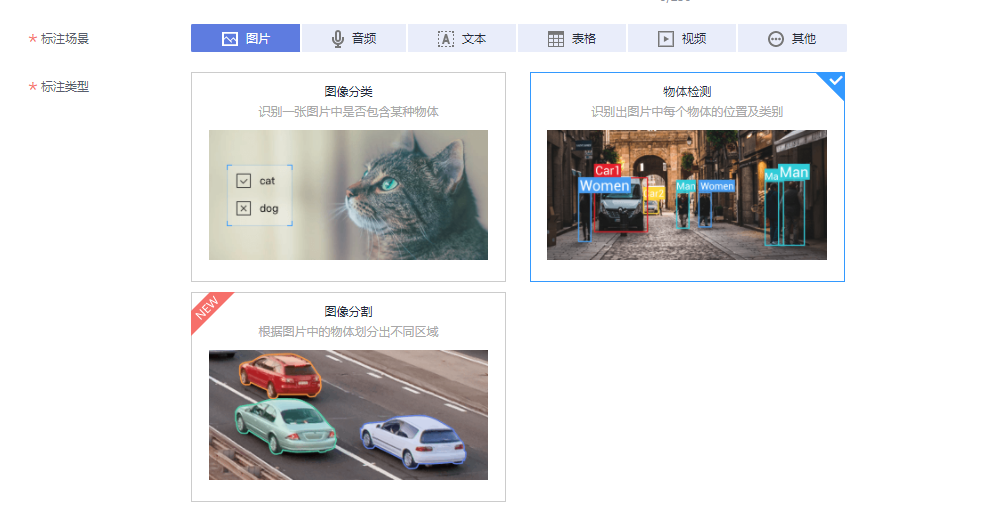 * 标注场景
图片
音频
文本
表格
视频
其他
* 标注类型
图像分类
识别一张图片中是否包含某种物体
cat
dog
物体检测
识别出图片中每个物体的位置及类别
Car1
Women
Man
Women
Ma
Man
NEW
图像分割
根据图片中的物体划分出不同区域